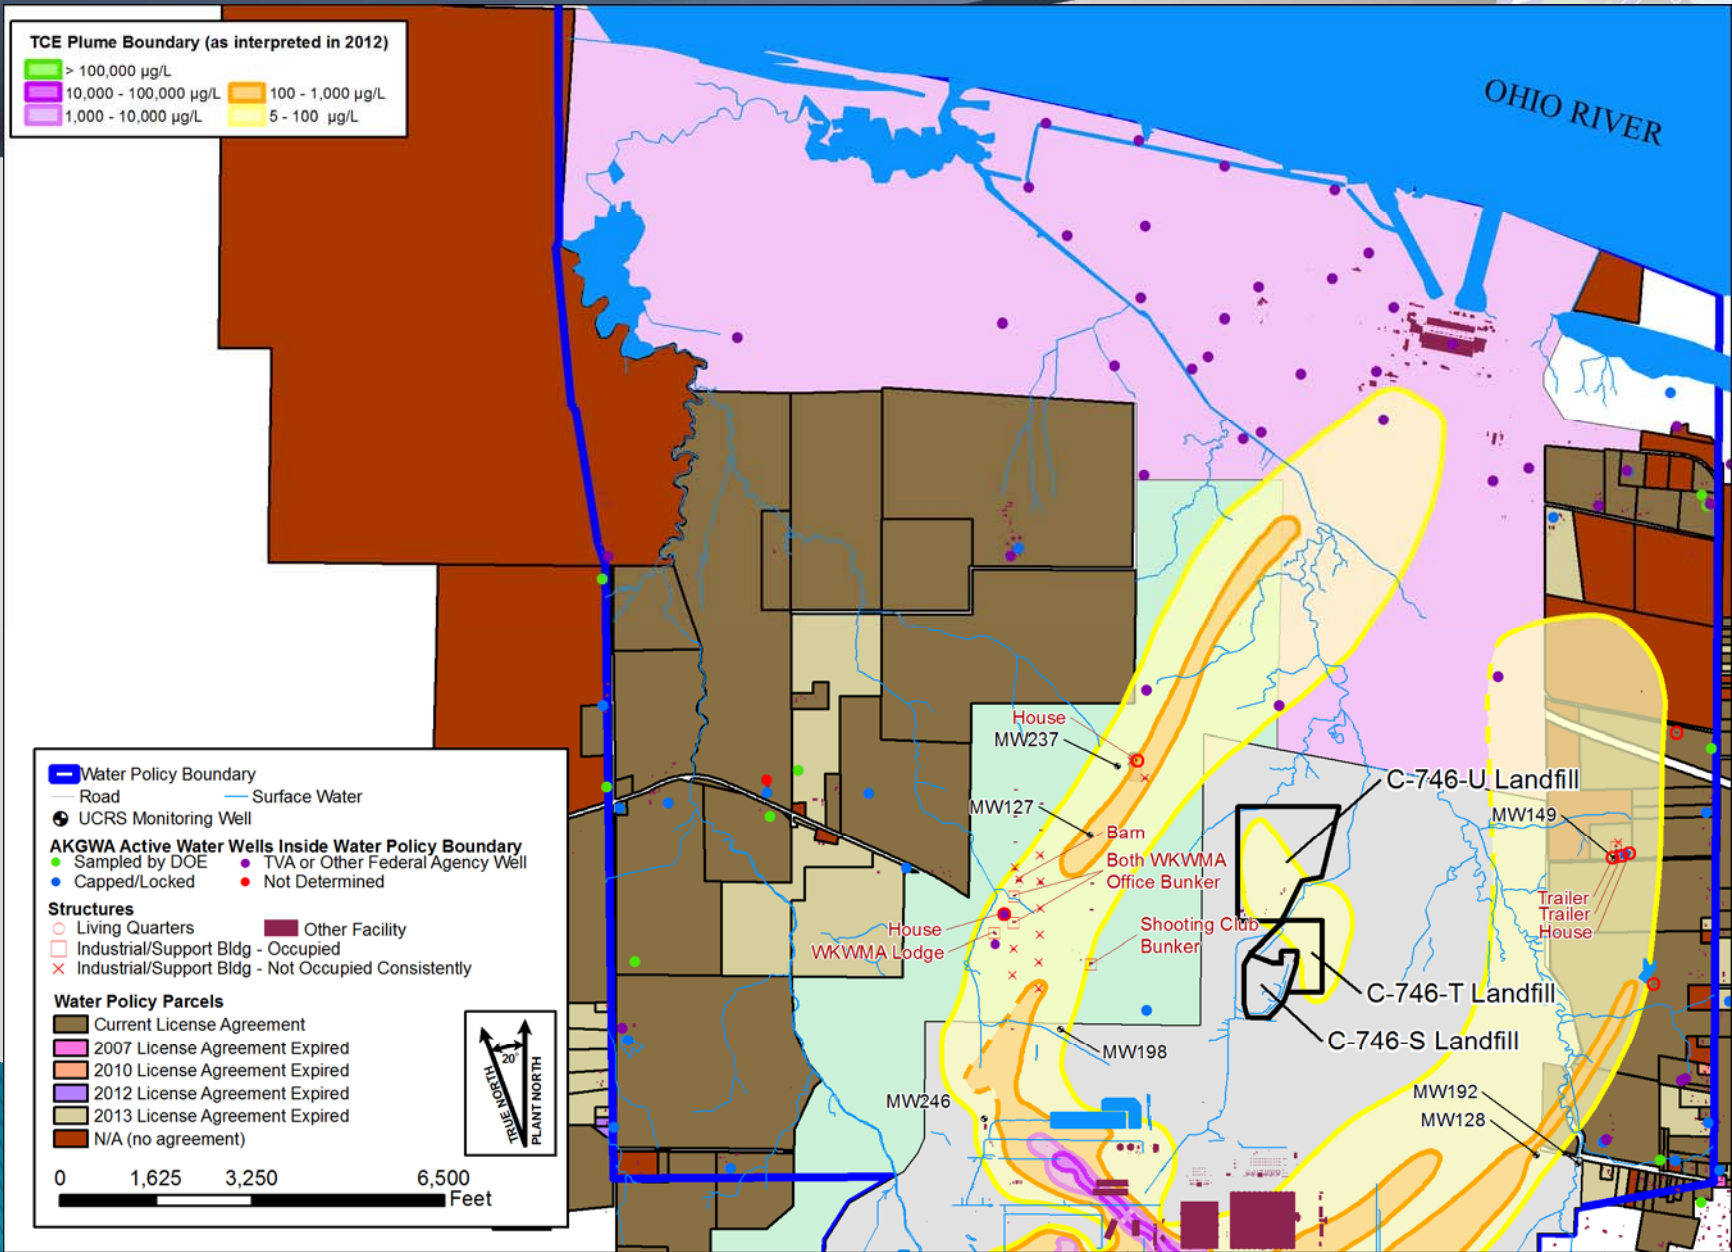 TCE Plume Boundary (as interpreted in 2012)
> 100,000 µg/L
10,000 - 100,000 µg/L
100 - 1,000 µg/L
1,000 - 10,000 µg/L
5 - 100 µg/L
OHIO RIVER
House
MW237
C-746-U Landfill
MW127
MW149
Barn
Both WKWMA
Office Bunker
Trailer
Trailer
House
Shooting Club
Bunker
House
WKWMA Lodge
C-746-T Landfill
C-746-S Landfill
MW198
MW192
MW246
MW128
Water Policy Boundary
Road
Surface Water
UCRS Monitoring Well
AKGWA Active Water Wells Inside Water Policy Boundary
Sampled by DOE
TVA or Other Federal Agency Well
Capped/Locked
Not Determined
Structures
Living Quarters
Other Facility
Industrial/Support Bldg - Occupied
Industrial/Support Bldg - Not Occupied Consistently
Water Policy Parcels
Current License Agreement
2007 License Agreement Expired
2010 License Agreement Expired
2012 License Agreement Expired
2013 License Agreement Expired
N/A (no agreement)
20°
TRUE NORTH
PLANT NORTH
0 1,625 3,250 6,500
Feet